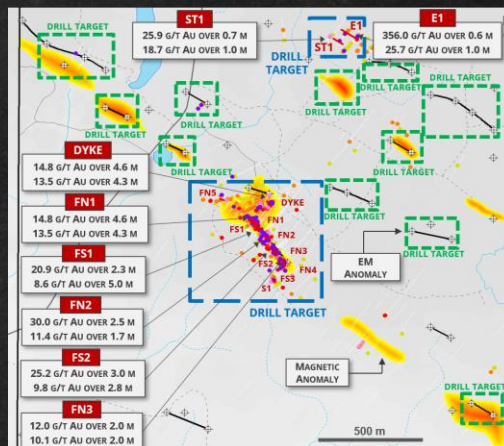 ST1
25.9 G/T AU OVER 0.7 M
18.7 G/T AU OVER 1.0 M
E1
356.0 G/T AU OVER 0.6 M
25.7 G/T AU OVER 1.0 M
E1
ST1
DRILL
TARGET
DRILL TARGET
DRILL TARGET
DRILL TARGET
DRILL TARGET
DRILL TARGET
DRILL TARGET
DRILL TARGET
DRILL TARGET
DYKE
14.8 G/T AU OVER 4.6 M
13.5 G/T AU OVER 4.3 M
FN1
14.8 G/T AU OVER 4.6 M
13.5 G/T AU OVER 4.3 M
FS1
20.9 G/T AU OVER 2.3 M
8.6 G/T AU OVER 5.0 M
FN2
30.0 G/T AU OVER 2.5 M
11.4 G/T AU OVER 1.7 M
FS2
25.2 G/T AU OVER 3.0 M
9.8 G/T AU OVER 2.8 M
FN3
12.0 G/T AU OVER 2.0 M
10.1 G/T AU OVER 2.0 M
FN5
DYKE
FN1
FS1
FN2
FN3
FS2
FN4
FS3
S1
DRILL TARGET
DRILL TARGET
DRILL TARGET
EM
ANOMALY
MAGNETIC
ANOMALY
DRILL TARGET
500 m